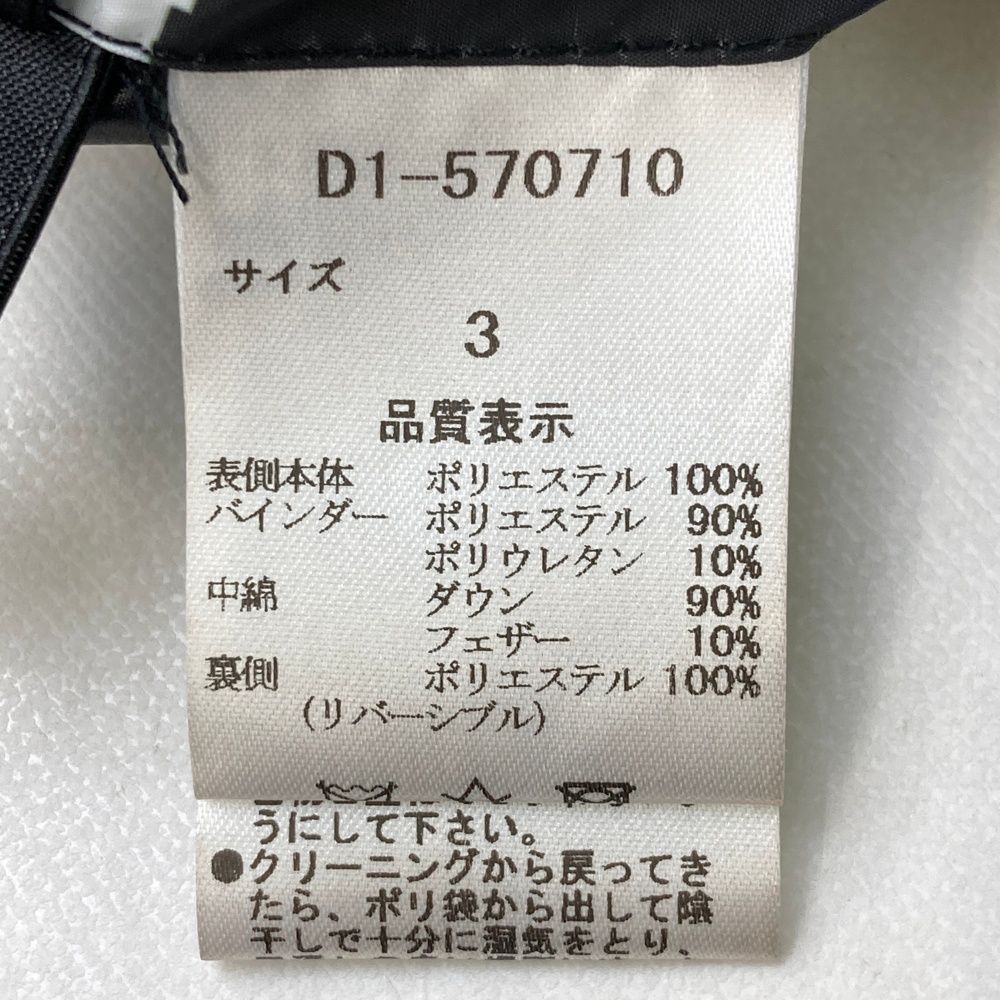 D1-570710
サイズ
3
品質表示
表側本体 ポリエステル 100%
バインダー ポリエステル 90%
ポリウレタン 10%
中綿 ダウン 90%
フェザー 10%
裏側 ポリエステル 100%
(リバーシブル)
うにして下さい。
●クリーニングから戻ってき
たら、ポリ袋から出して陰
干しで十分に湿気をとり、